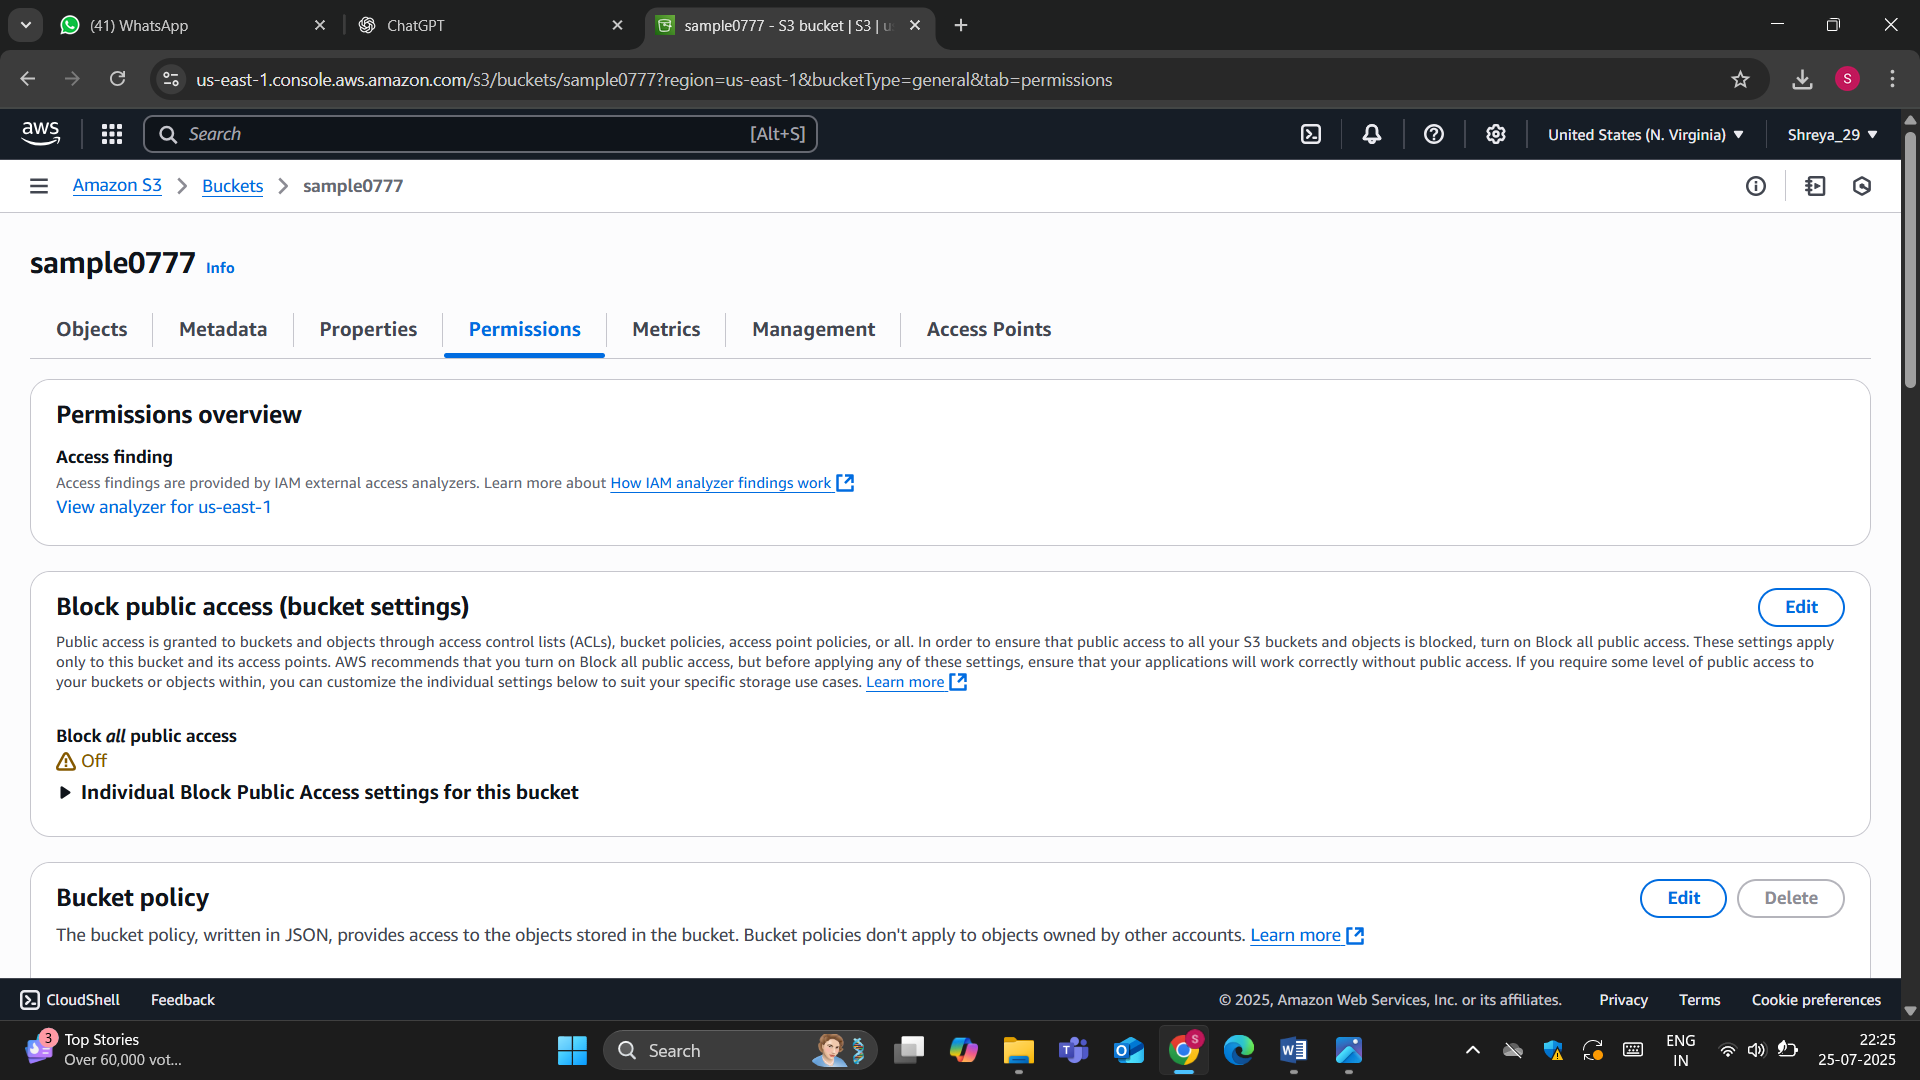 (41) WhatsApp
ChatGPT
sample0777 - S3 bucket | S3 | u
us-east-1.console.aws.amazon.com/s3/buckets/sample0777?region=us-east-1&bucketType=general&tab=permissions
S
aws
Search
[Alt+S]
United States (N. Virginia)
Shreya_29
Amazon S3
Buckets
sample0777
sample0777 Info
Objects
Metadata
Properties
Permissions
Metrics
Management
Access Points
Permissions overview
Access finding
Access findings are provided by IAM external access analyzers. Learn more about How IAM analyzer findings work
View analyzer for us-east-1
Block public access (bucket settings)
Edit
Public access is granted to buckets and objects through access control lists (ACLs), bucket policies, access point policies, or all. In order to ensure that public access to all your S3 buckets and objects is blocked, turn on Block all public access. These settings apply
only to this bucket and its access points. AWS recommends that you turn on Block all public access, but before applying any of these settings, ensure that your applications will work correctly without public access. If you require some level of public access to
your buckets or objects within, you can customize the individual settings below to suit your specific storage use cases. Learn more
Block all public access
Off
Individual Block Public Access settings for this bucket
Bucket policy
Edit
Delete
The bucket policy, written in JSON, provides access to the objects stored in the bucket. Bucket policies don't apply to objects owned by other accounts. Learn more
CloudShell
Feedback
© 2025, Amazon Web Services, Inc. or its affiliates.
Privacy
Terms
Cookie preferences
3
Top Stories
Over 60,000 vot...
Search
S
ENG
IN
22:25
25-07-2025